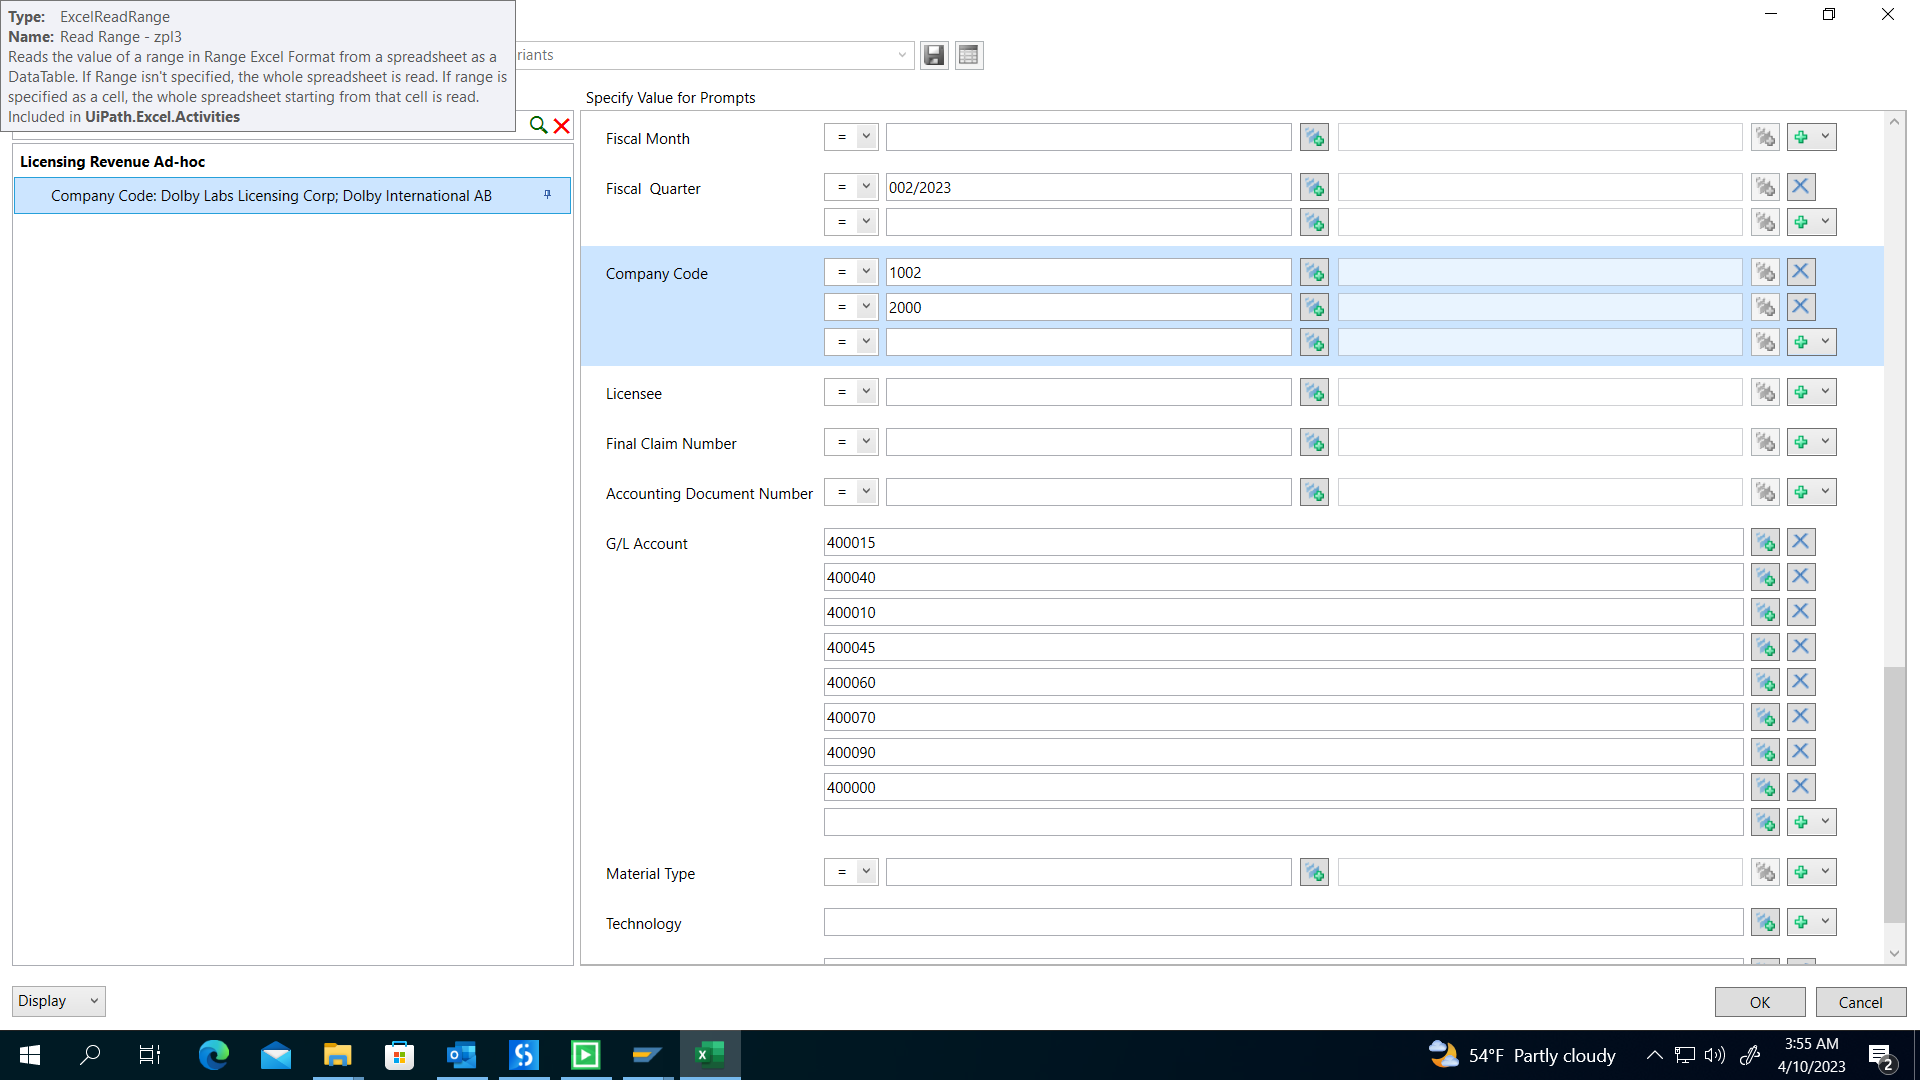 Type: ExcelReadRange
Name: Read Range - zpl3
Reads the value of a range in Range Excel Format from a spreadsheet as a
DataTable. If Range isn't specified, the whole spreadsheet is read. If range is
specified as a cell, the whole spreadsheet starting from that cell is read.
Included in UiPath.Excel.Activities
riants
Specify Value for Prompts
Licensing Revenue Ad-hoc
Company Code: Dolby Labs Licensing Corp; Dolby International AB
Fiscal Month =
Fiscal Quarter = 002/2023
=
Company Code = 1002
= 2000
=
Licensee =
Final Claim Number =
Accounting Document Number =
G/L Account 400015
400040
400010
400045
400060
400070
400090
400000
Material Type =
Technology
Display
OK Cancel
54°F Partly cloudy
3:55 AM
4/10/2023
2